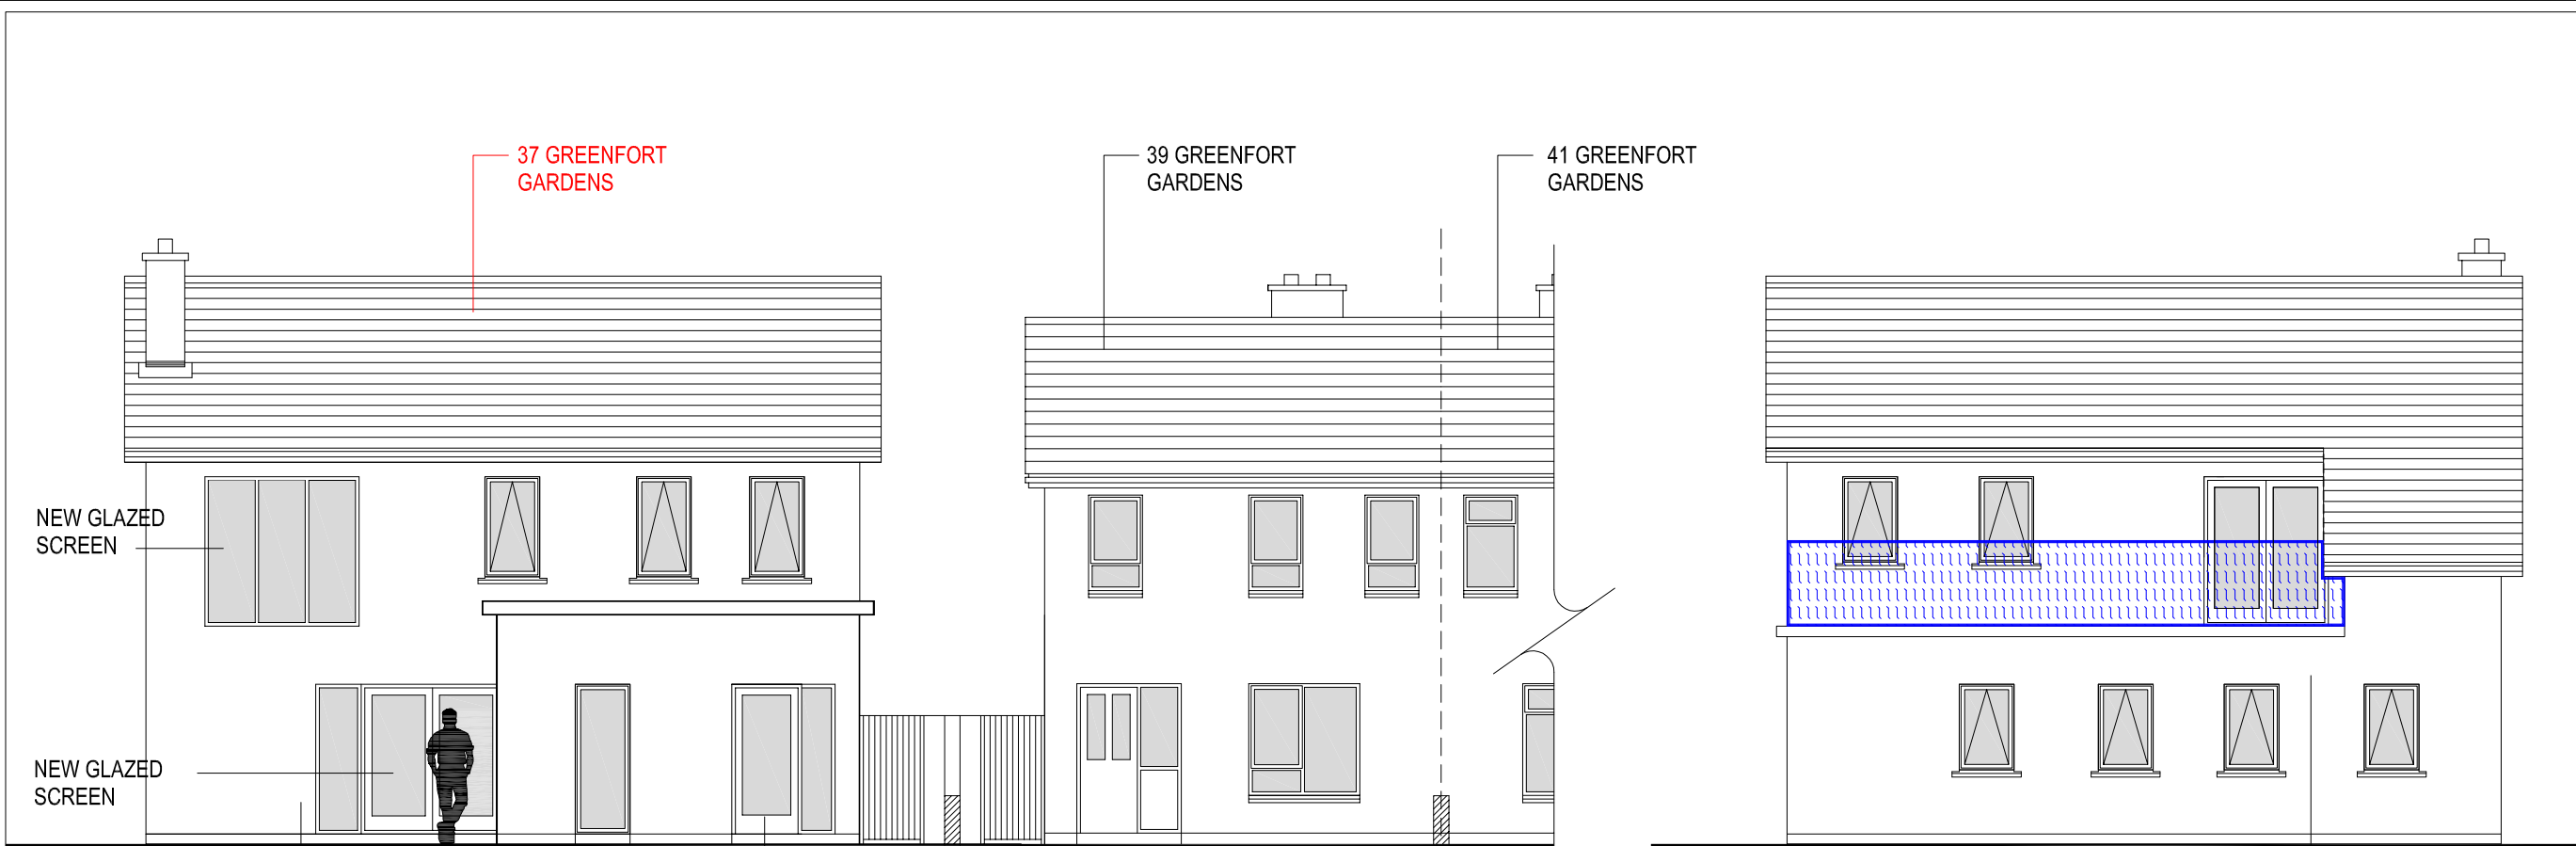 37 GREENFORT
GARDENS
39 GREENFORT
GARDENS
41 GREENFORT
GARDENS
NEW GLAZED
SCREEN
NEW GLAZED
SCREEN